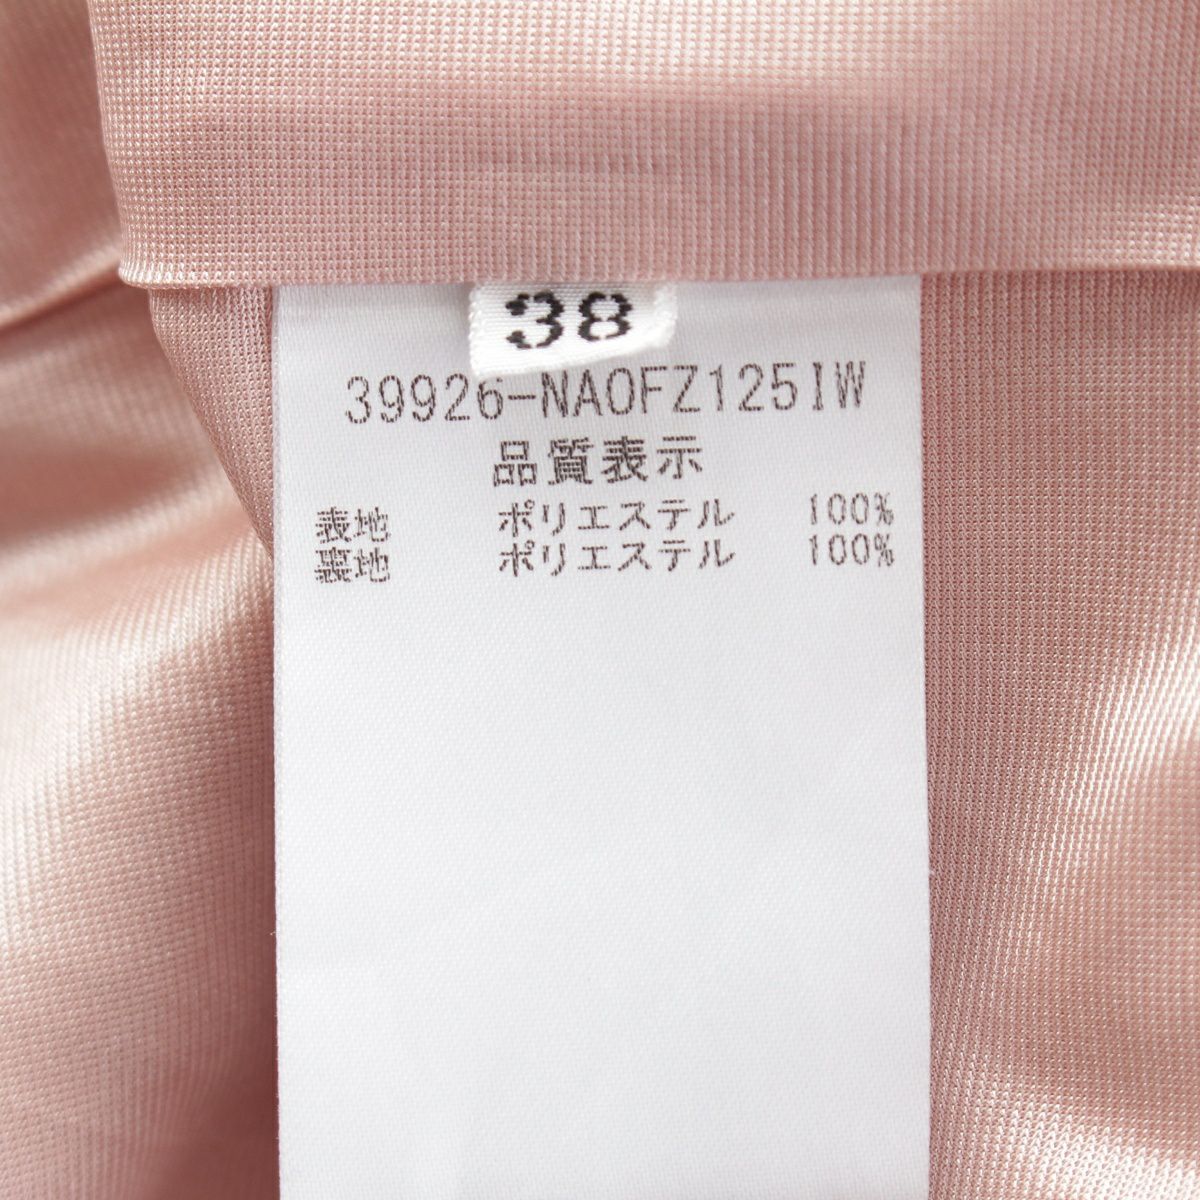 38
39926-NAOFZ125IW
品質表示
表地 ポリエステル 100%
裏地 ポリエステル 100%